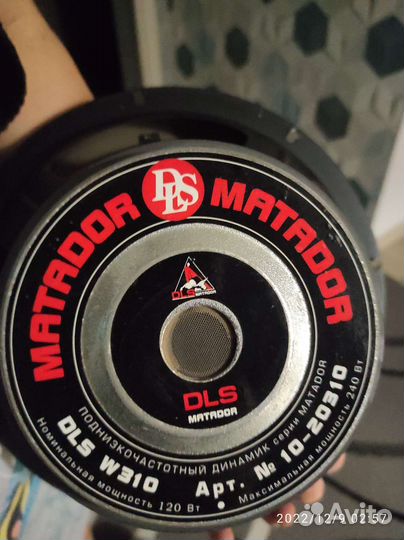 MATADOR DLS MATADOR
DLS
MATADOR
DLS
MATADOR
ПОДНИЗКОЧАСТОТНЫЙ ДИНАМИК серии MATADOR
DLS W310 Арт. № 10-20310
Номинальная мощность 120 Вт • Максимальная мощность 240 Вт
2022/12/9 02:57
Avito